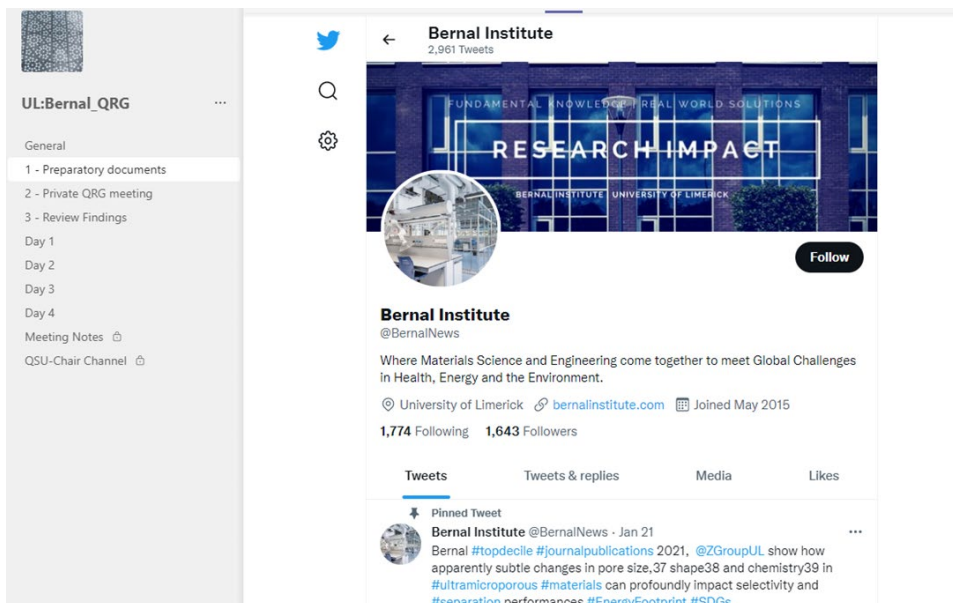 UL:Bernal_QRG
...
General
1 - Preparatory documents
2 - Private QRG meeting
3 - Review Findings
Day 1
Day 2
Day 3
Day 4
Meeting Notes
QSU-Chair Channel
Bernal Institute
2,961 Tweets
FUNDAMENTAL KNOWLEDGE | REAL WORLD SOLUTIONS
RESEARCH IMPACT
BERNAL INSTITUTE | UNIVERSITY OF LIMERICK
Follow
Bernal Institute
@BernalNews
Where Materials Science and Engineering come together to meet Global Challenges
in Health, Energy and the Environment.
University of Limerick bernalinstitute.com Joined May 2015
1,774 Following 1,643 Followers
Tweets Tweets & replies Media Likes
Pinned Tweet
Bernal Institute @BernalNews · Jan 21 ...
Bernal #topdecile #journalpublications 2021, @ZGroupUL show how
apparently subtle changes in pore size,37 shape38 and chemistry39 in
#ultramicroporous #materials can profoundly impact selectivity and
#separation performances #EnergyFootprint #SDGs